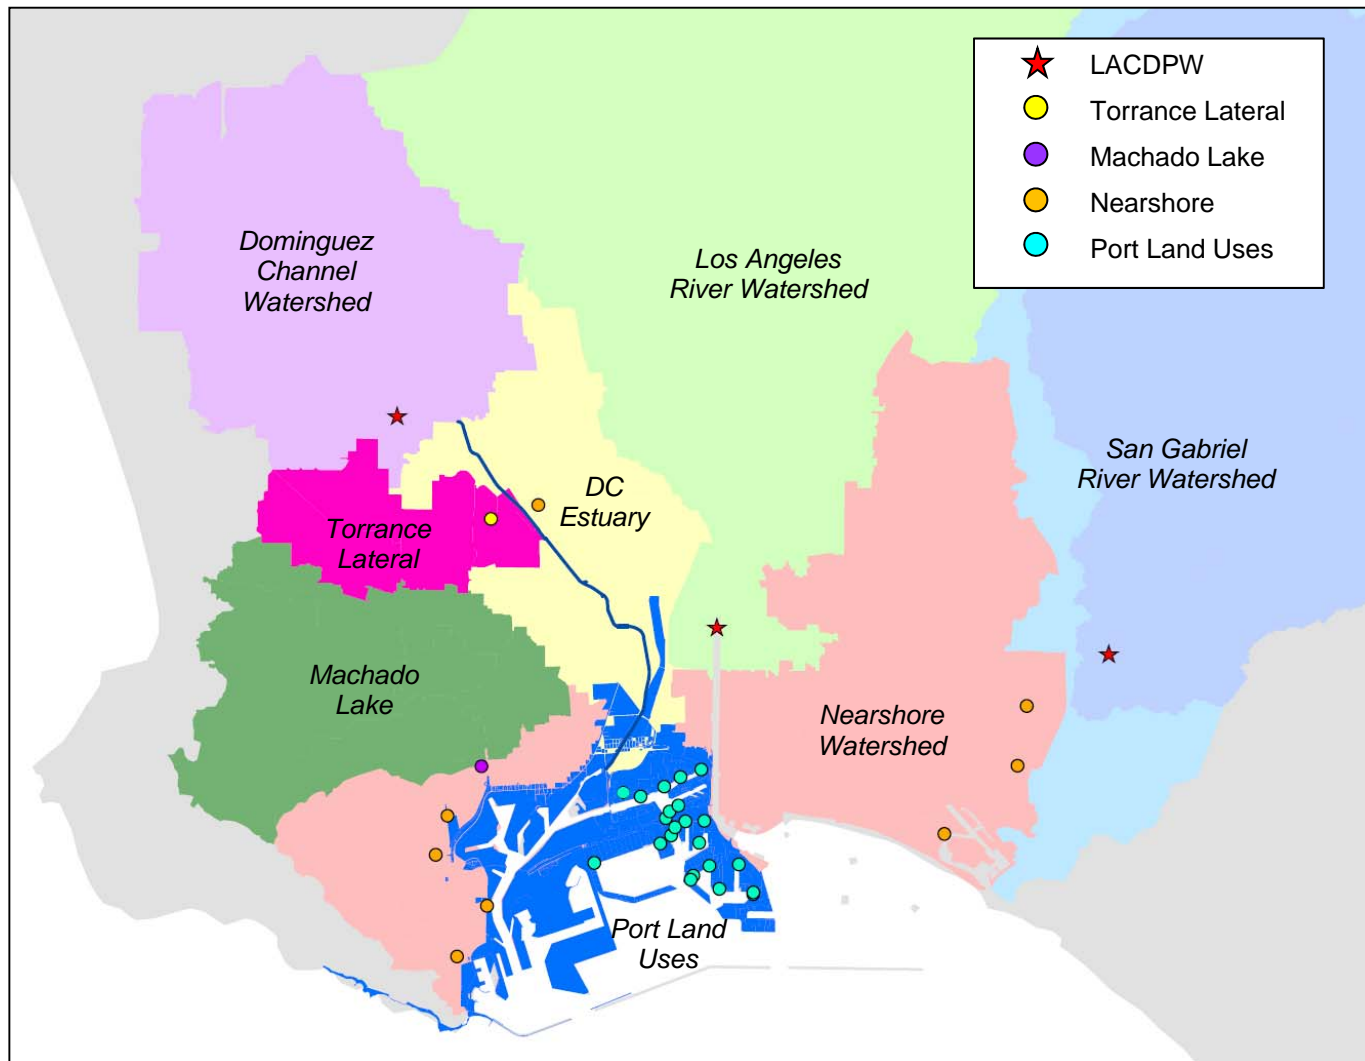 LACDPW
Torrance Lateral
Machado Lake
Nearshore
Port Land Uses
Dominguez
Channel
Watershed
Los Angeles
River Watershed
San Gabriel
River Watershed
DC
Estuary
Torrance
Lateral
Machado
Lake
Nearshore
Watershed
Port Land
Uses